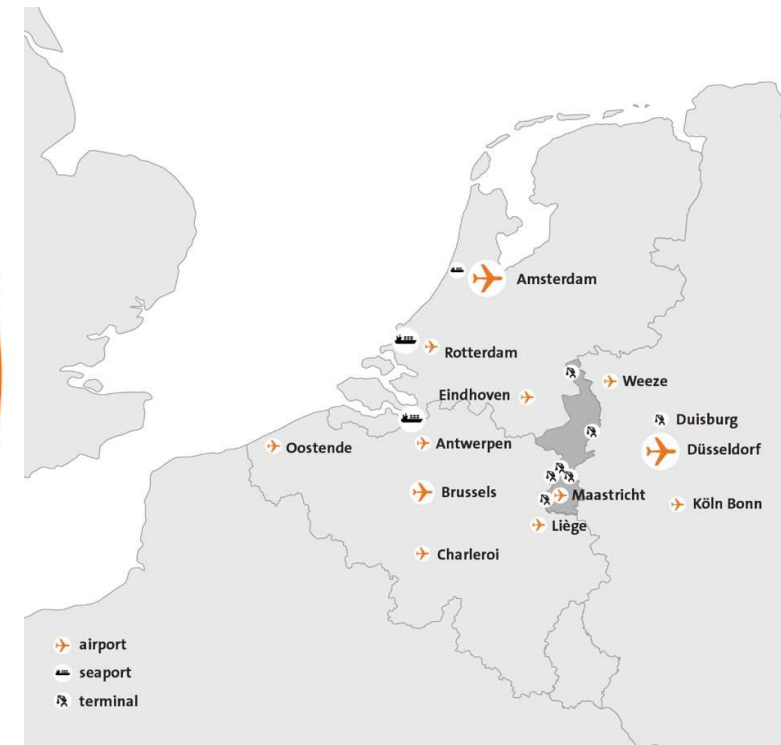 Amsterdam
Rotterdam
Weeze
Eindhoven
Duisburg
Oostende
Antwerpen
Düsseldorf
Brussels
Maastricht
Köln Bonn
Liège
Charleroi
airport
seaport
terminal